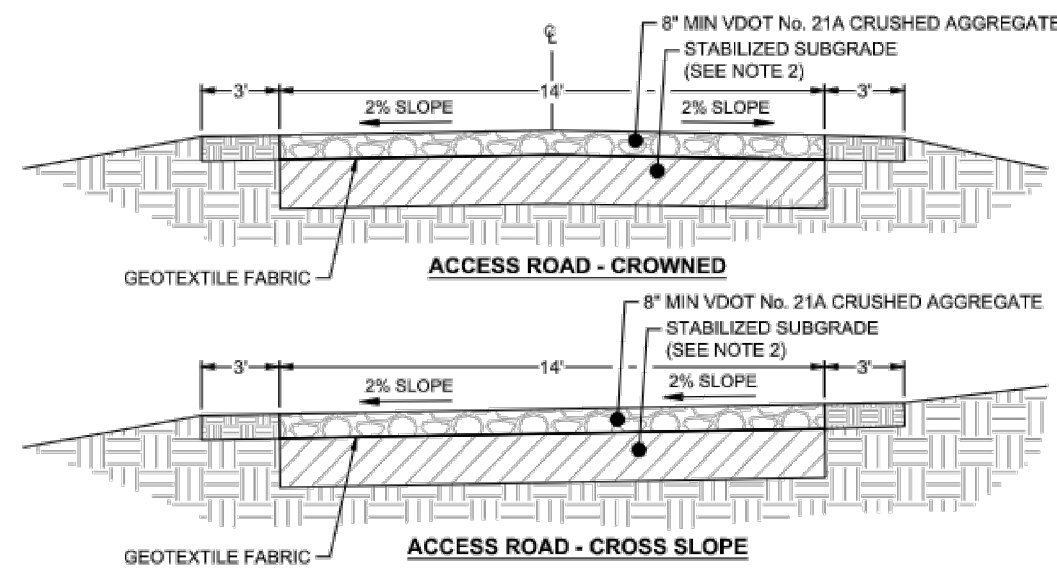 ℄
8" MIN VDOT No. 21A CRUSHED AGGREGATE
STABILIZED SUBGRADE
(SEE NOTE 2)
3'
14'
3'
2% SLOPE
2% SLOPE
GEOTEXTILE FABRIC
ACCESS ROAD - CROWNED
8" MIN VDOT No. 21A CRUSHED AGGREGATE
STABILIZED SUBGRADE
(SEE NOTE 2)
3'
14'
3'
2% SLOPE
2% SLOPE
GEOTEXTILE FABRIC
ACCESS ROAD - CROSS SLOPE